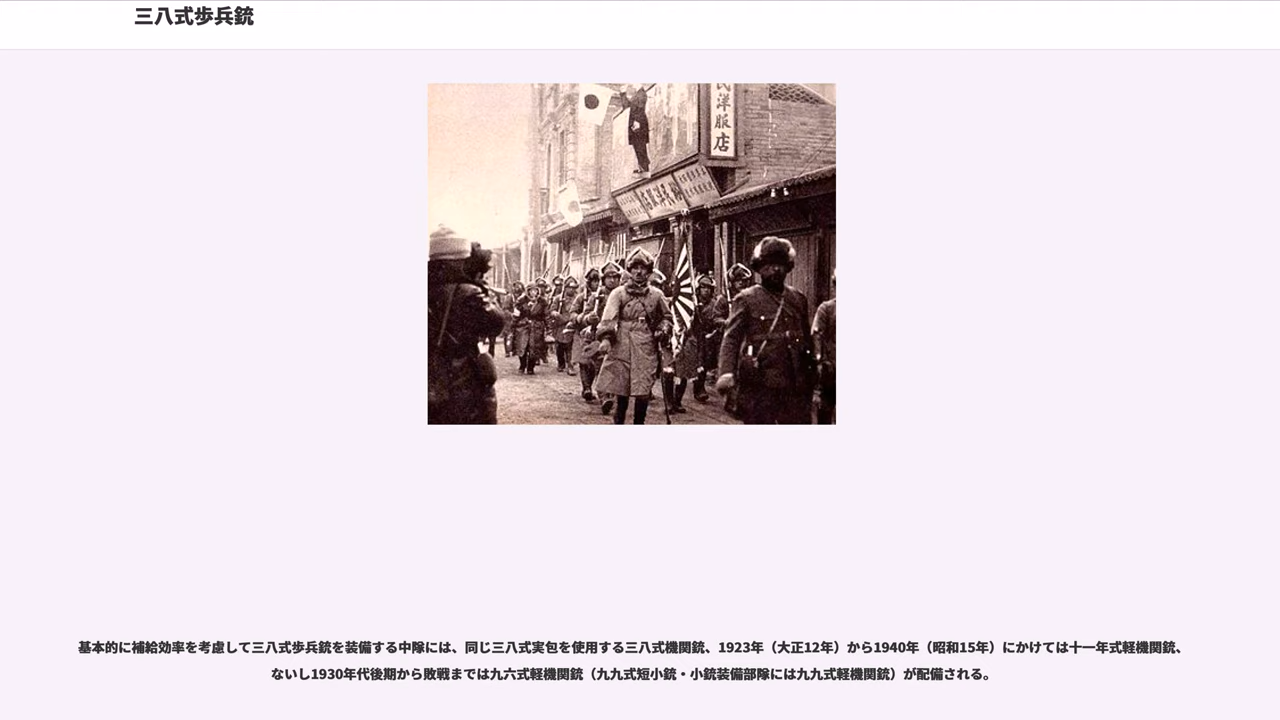 三八式歩兵銃
洋服店
基本的に補給効率を考慮して三八式歩兵銃を装備する中隊には、同じ三八式実包を使用する三八式機関銃、1923年（大正12年）から1940年（昭和15年）にかけては十一年式軽機関銃、
ないし1930年代後期から敗戦までは九六式軽機関銃（九九式短小銃・小銃装備部隊には九九式軽機関銃）が配備される。